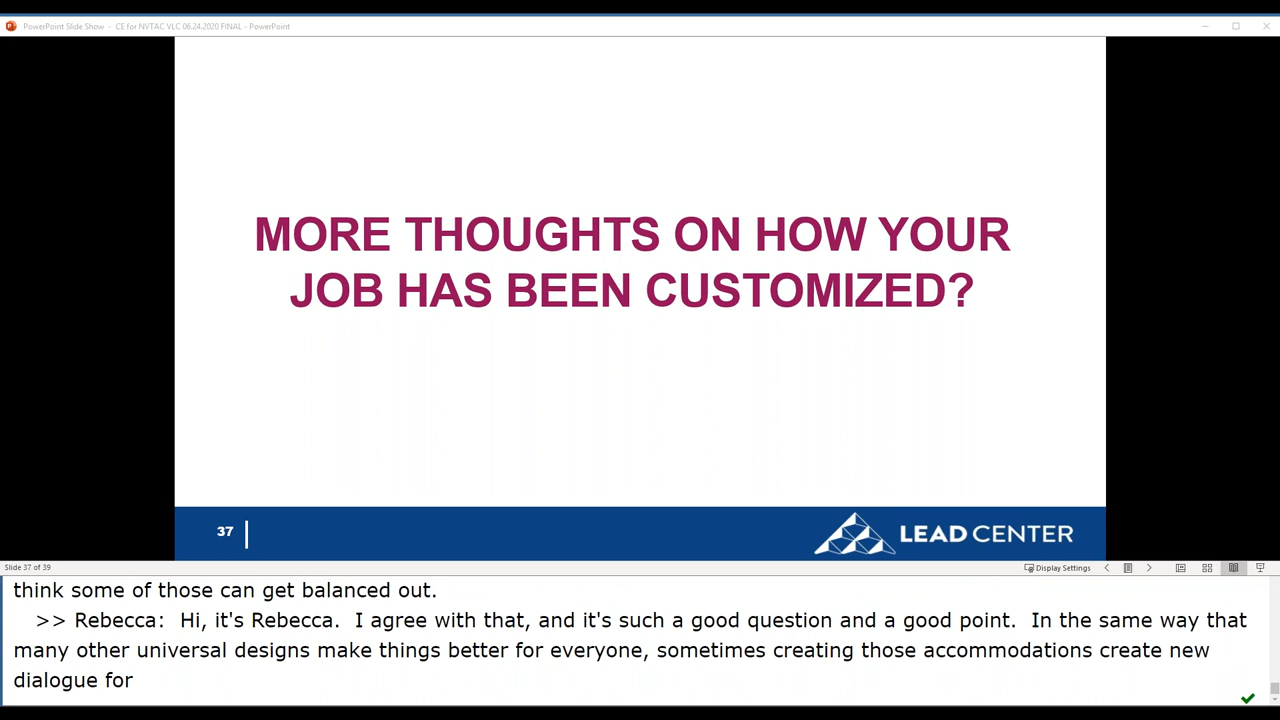 PowerPoint Slide Show - CE for NVTAC VLC 06.24.2020 FINAL - PowerPoint
MORE THOUGHTS ON HOW YOUR
JOB HAS BEEN CUSTOMIZED?
37
LEAD CENTER
Slide 37 of 39
Display Settings
think some of those can get balanced out.
>> Rebecca: Hi, it's Rebecca. I agree with that, and it's such a good question and a good point. In the same way that
many other universal designs make things better for everyone, sometimes creating those accommodations create new
dialogue for